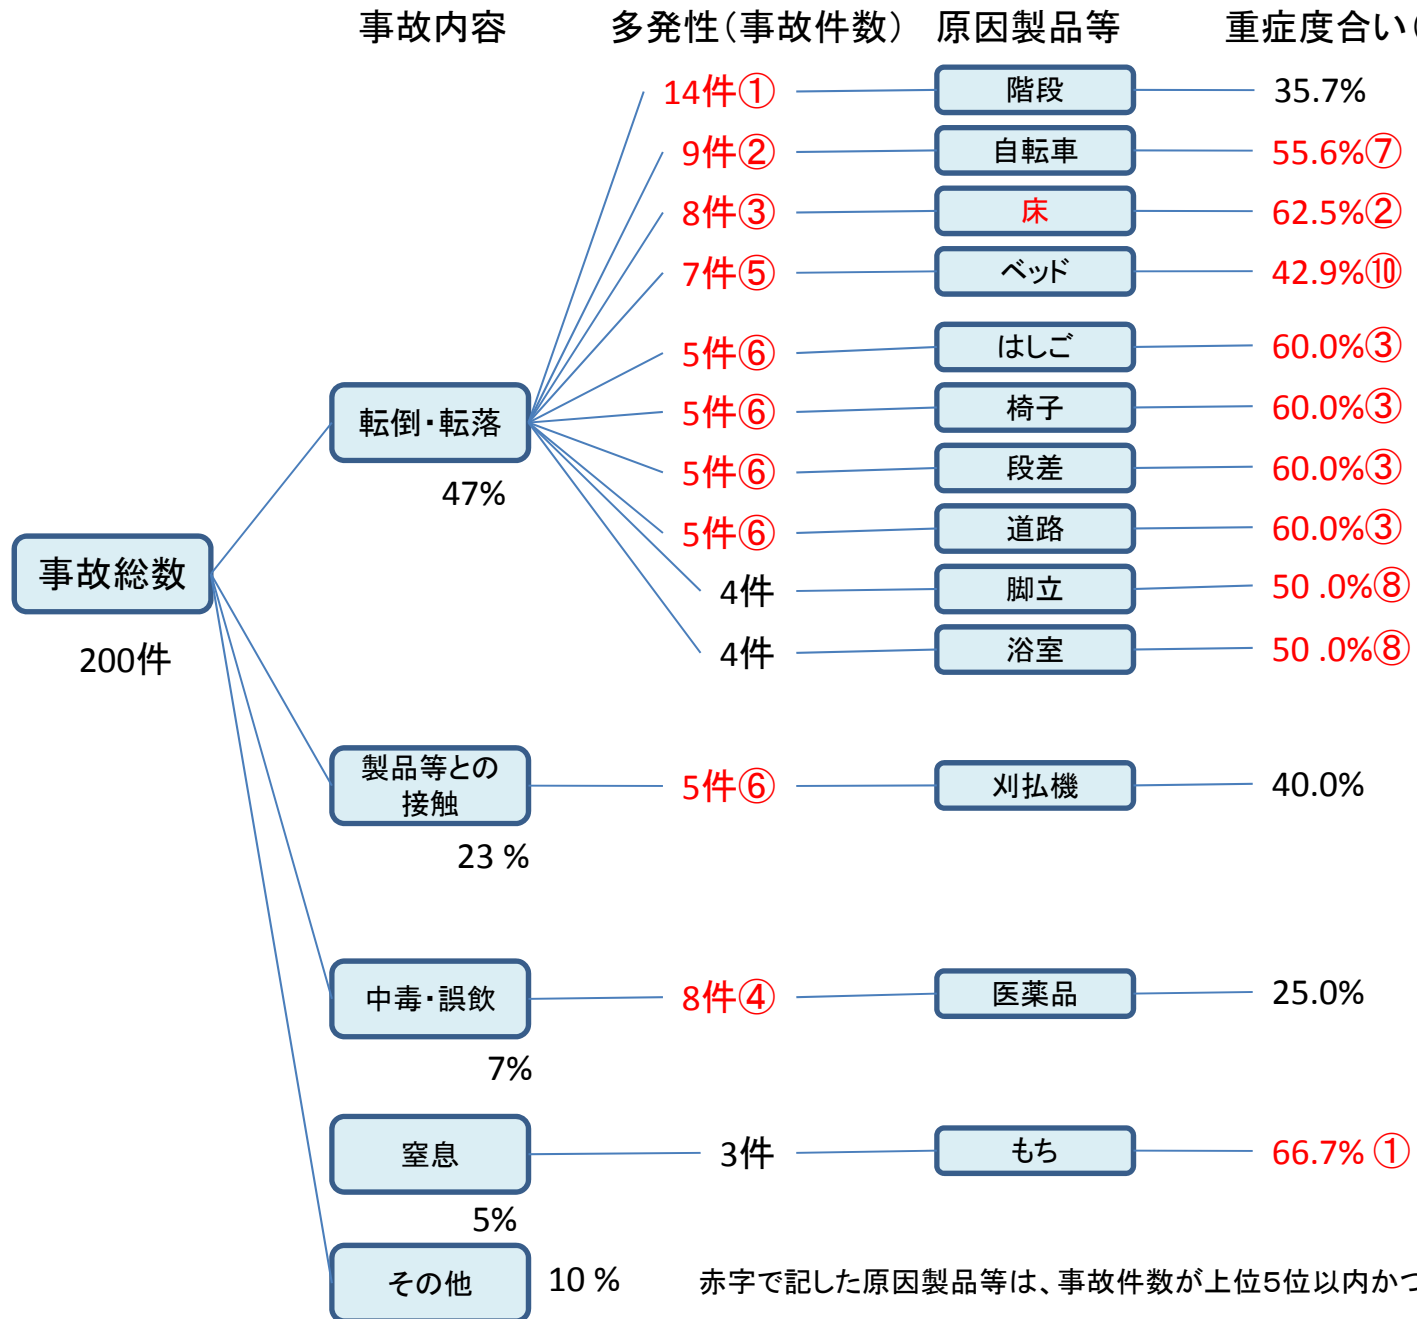 事故内容 多発性(事故件数) 原因製品等 重症度合い(
14件① 階段 35.7%
9件② 自転車 55.6%⑦
8件③ 床 62.5%②
7件⑤ ベッド 42.9%⑩
5件⑥ はしご 60.0%③
転倒・転落
5件⑥ 椅子 60.0%③
5件⑥ 段差 60.0%③
47%
5件⑥ 道路 60.0%③
事故総数
4件 脚立 50 .0%⑧
200件
4件 浴室 50 .0%⑧
製品等との
接触
5件⑥ 刈払機 40.0%
23 %
中毒・誤飲 8件④ 医薬品 25.0%
7%
窒息 3件 もち 66.7% ①
5%
その他 10 %
赤字で記した原因製品等は、事故件数が上位5位以内かつ